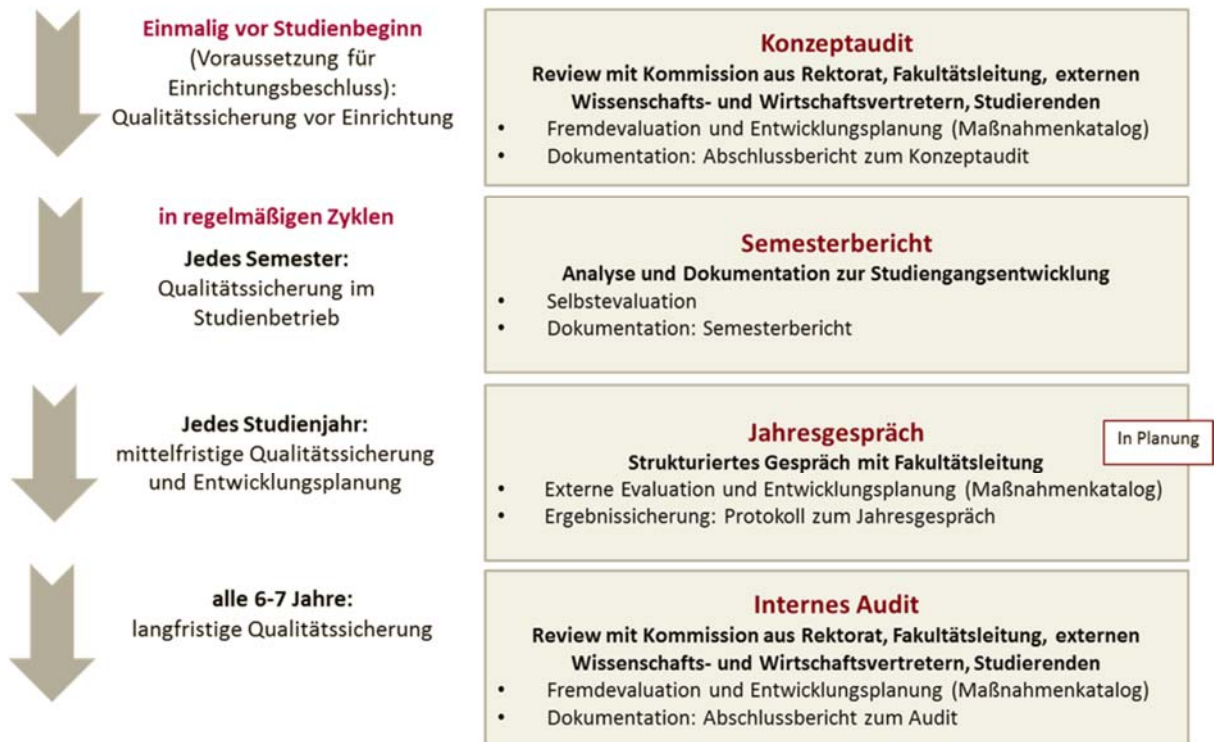 Einmalig vor Studienbeginn
(Voraussetzung für
Einrichtungsbeschluss):
Qualitätssicherung vor Einrichtung
Konzeptaudit
Review mit Kommission aus Rektorat, Fakultätsleitung, externen
Wissenschafts- und Wirtschaftsvertretern, Studierenden
• Fremdevaluation und Entwicklungsplanung (Maßnahmenkatalog)
• Dokumentation: Abschlussbericht zum Konzeptaudit
in regelmäßigen Zyklen
Jedes Semester:
Qualitätssicherung im
Studienbetrieb
Semesterbericht
Analyse und Dokumentation zur Studiengangsentwicklung
• Selbstevaluation
• Dokumentation: Semesterbericht
Jedes Studienjahr:
mittelfristige Qualitätssicherung
und Entwicklungsplanung
Jahresgespräch
In Planung
Strukturiertes Gespräch mit Fakultätsleitung
• Externe Evaluation und Entwicklungsplanung (Maßnahmenkatalog)
• Ergebnissicherung: Protokoll zum Jahresgespräch
alle 6-7 Jahre:
langfristige Qualitätssicherung
Internes Audit
Review mit Kommission aus Rektorat, Fakultätsleitung, externen
Wissenschafts- und Wirtschaftsvertretern, Studierenden
• Fremdevaluation und Entwicklungsplanung (Maßnahmenkatalog)
• Dokumentation: Abschlussbericht zum Audit